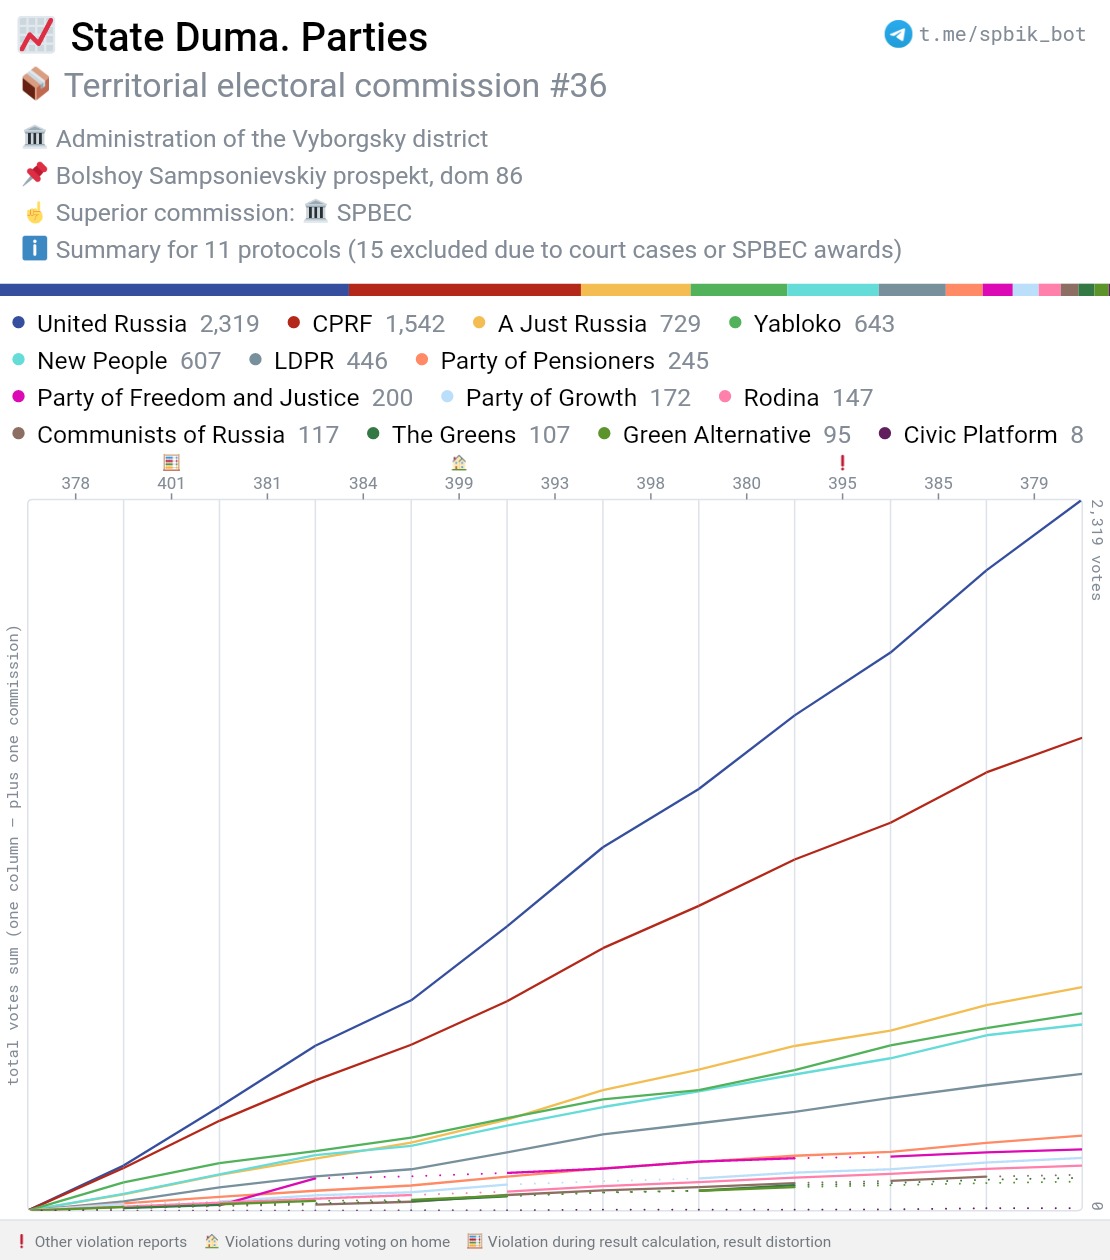 State Duma. Parties
t.me/spbik_bot
Territorial electoral commission #36
Administration of the Vyborgsky district
Bolshoy Sampsonievskiy prospekt, dom 86
Superior commission: SPBEC
Summary for 11 protocols (15 excluded due to court cases or SPBEC awards)
United Russia 2,319 CPRF 1,542 A Just Russia 729 Yabloko 643
New People 607 LDPR 446 Party of Pensioners 245
Party of Freedom and Justice 200 Party of Growth 172 Rodina 147
Communists of Russia 117 The Greens 107 Green Alternative 95 Civic Platform 8
378 401 381 384 399 393 398 380 395 385 379
2,319 votes
total votes sum (one column – plus one commission)
0
Other violation reports Violations during voting on home Violation during result calculation, result distortion